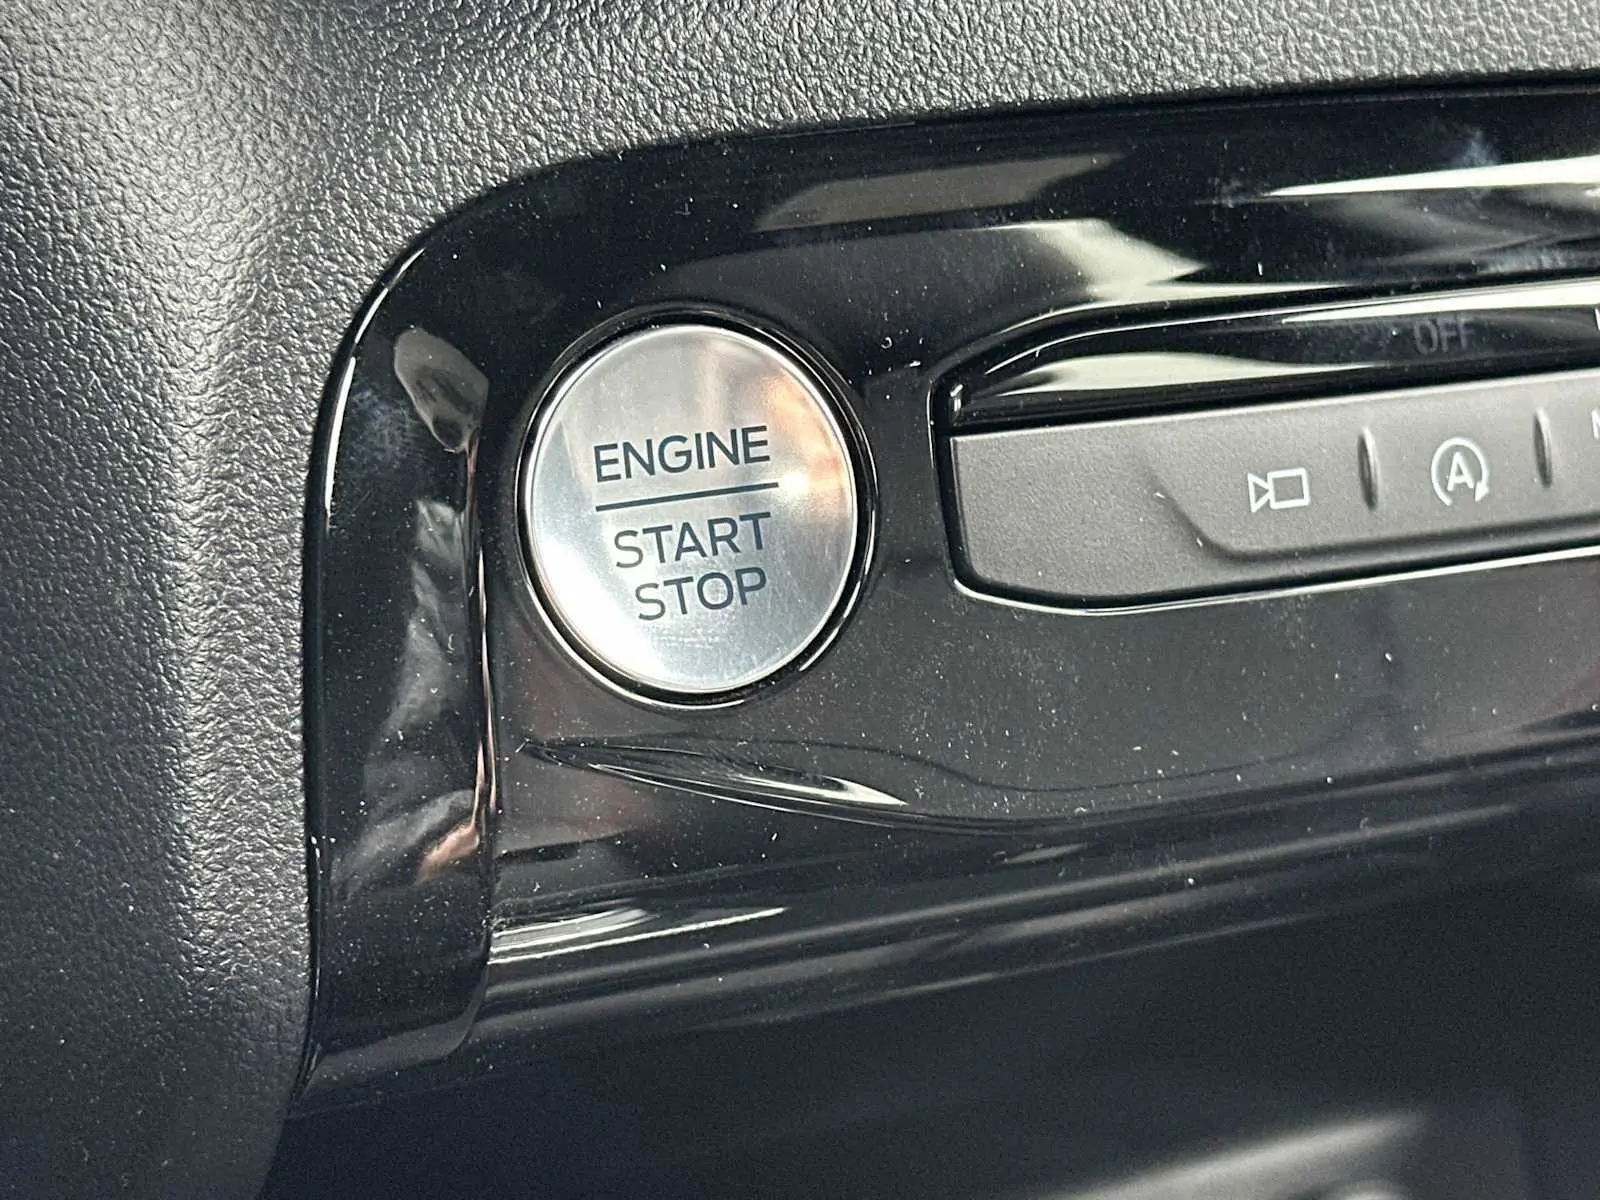 ENGINE
START
STOP
OFF
A